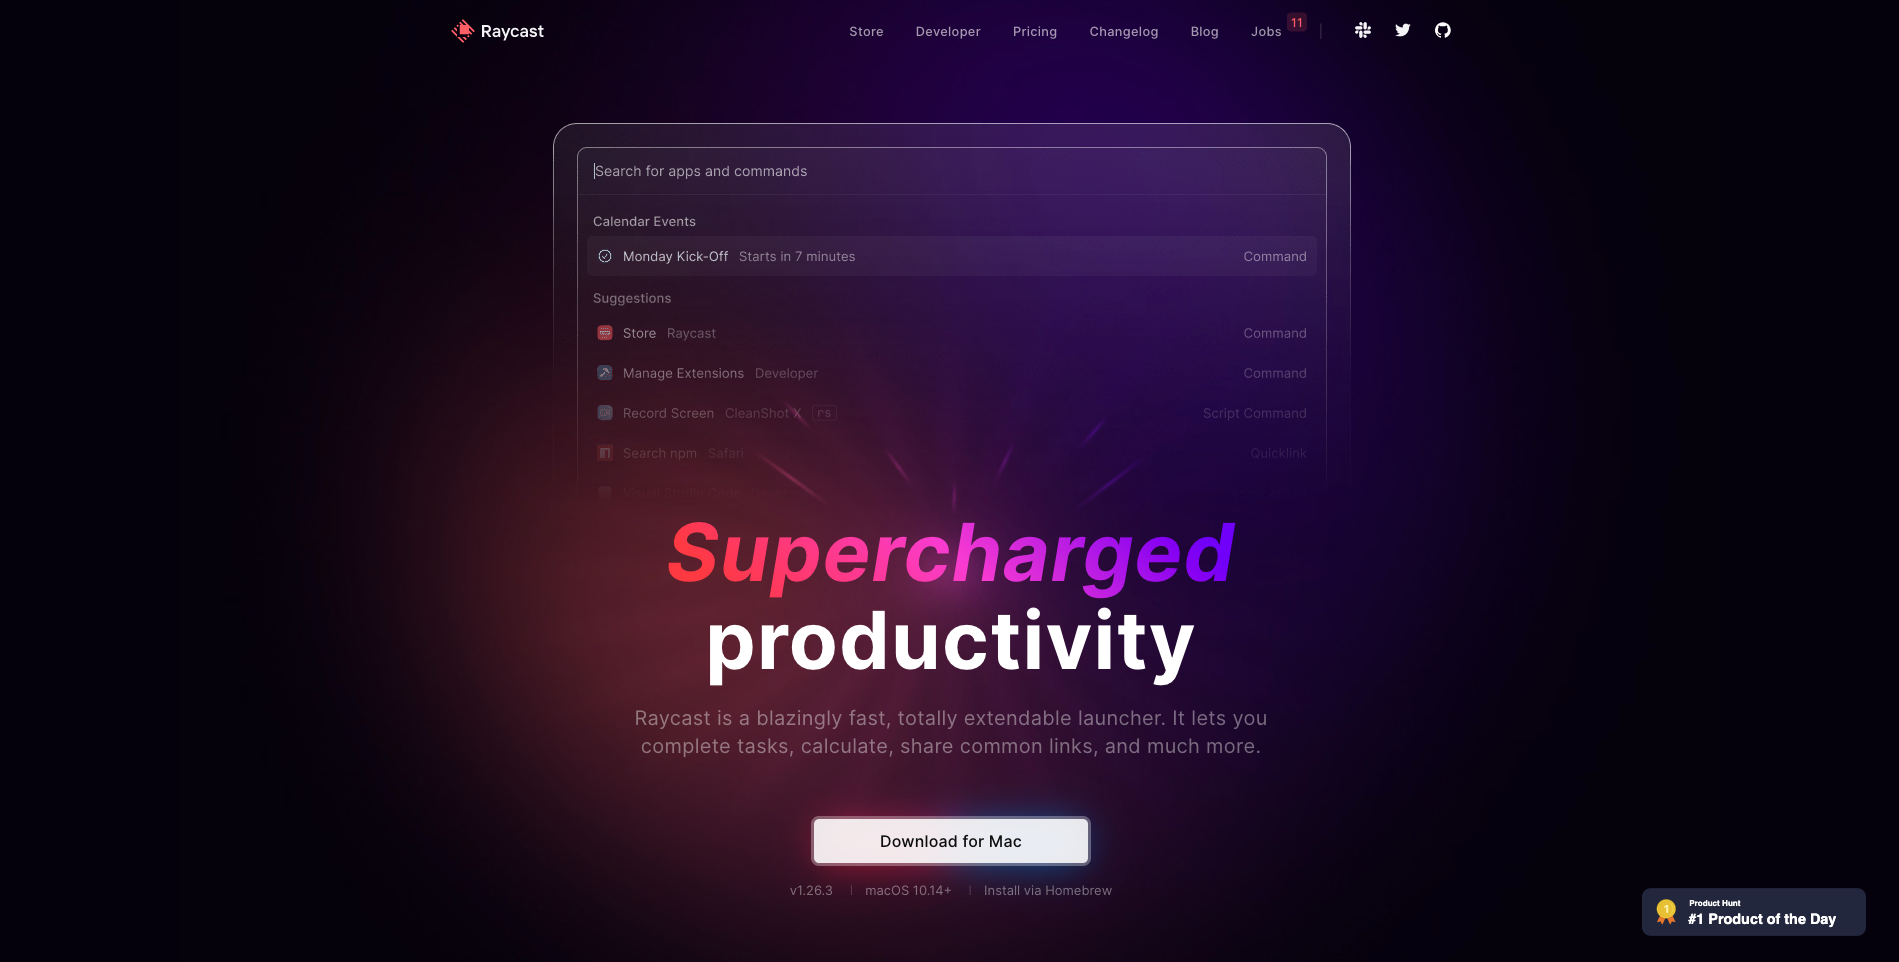 Raycast
Store Developer Pricing Changelog Blog Jobs 11
Search for apps and commands
Calendar Events
Monday Kick-Off Starts in 7 minutes Command
Suggestions
Store Raycast Command
Manage Extensions Developer Command
Record Screen CleanShot X rs Script Command
Search npm Safari Quicklink
Visual Studio Code
Supercharged
productivity
Raycast is a blazingly fast, totally extendable launcher. It lets you
complete tasks, calculate, share common links, and much more.
Download for Mac
v1.26.3 | macOS 10.14+ | Install via Homebrew
1
Product Hunt
#1 Product of the Day